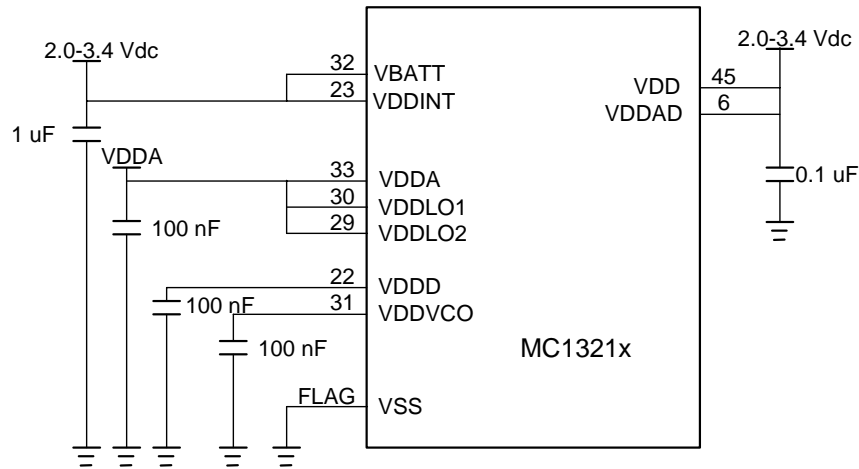 2.0-3.4 Vdc
2.0-3.4 Vdc
32
VBATT
VDD
45
23
VDDINT
VDDAD
6
1 uF
VDDA
33
VDDA
0.1 uF
30
VDDLO1
100 nF
29
VDDLO2
22
VDDD
100 nF
31
VDDVCO
100 nF
MC1321x
FLAG
VSS